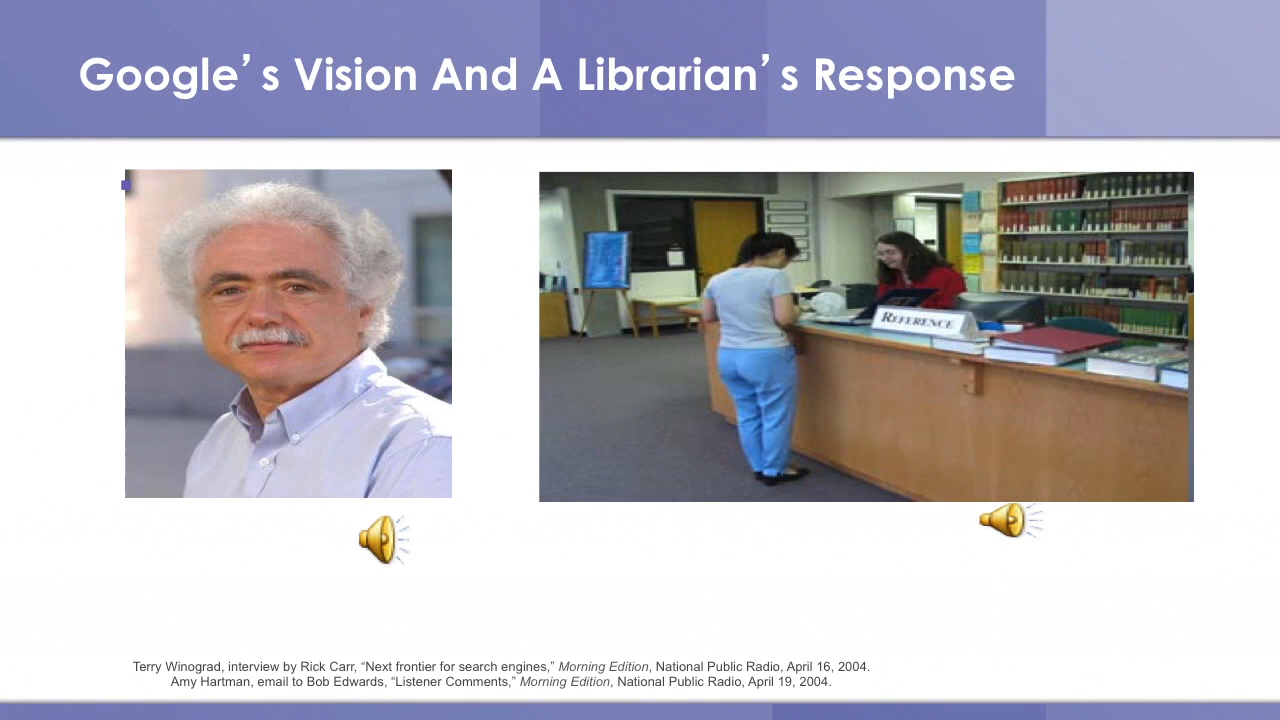 Google’s Vision And A Librarian’s Response
REFERENCE
Terry Winograd, interview by Rick Carr, “Next frontier for search engines,” Morning Edition, National Public Radio, April 16, 2004.
Amy Hartman, email to Bob Edwards, “Listener Comments,” Morning Edition, National Public Radio, April 19, 2004.